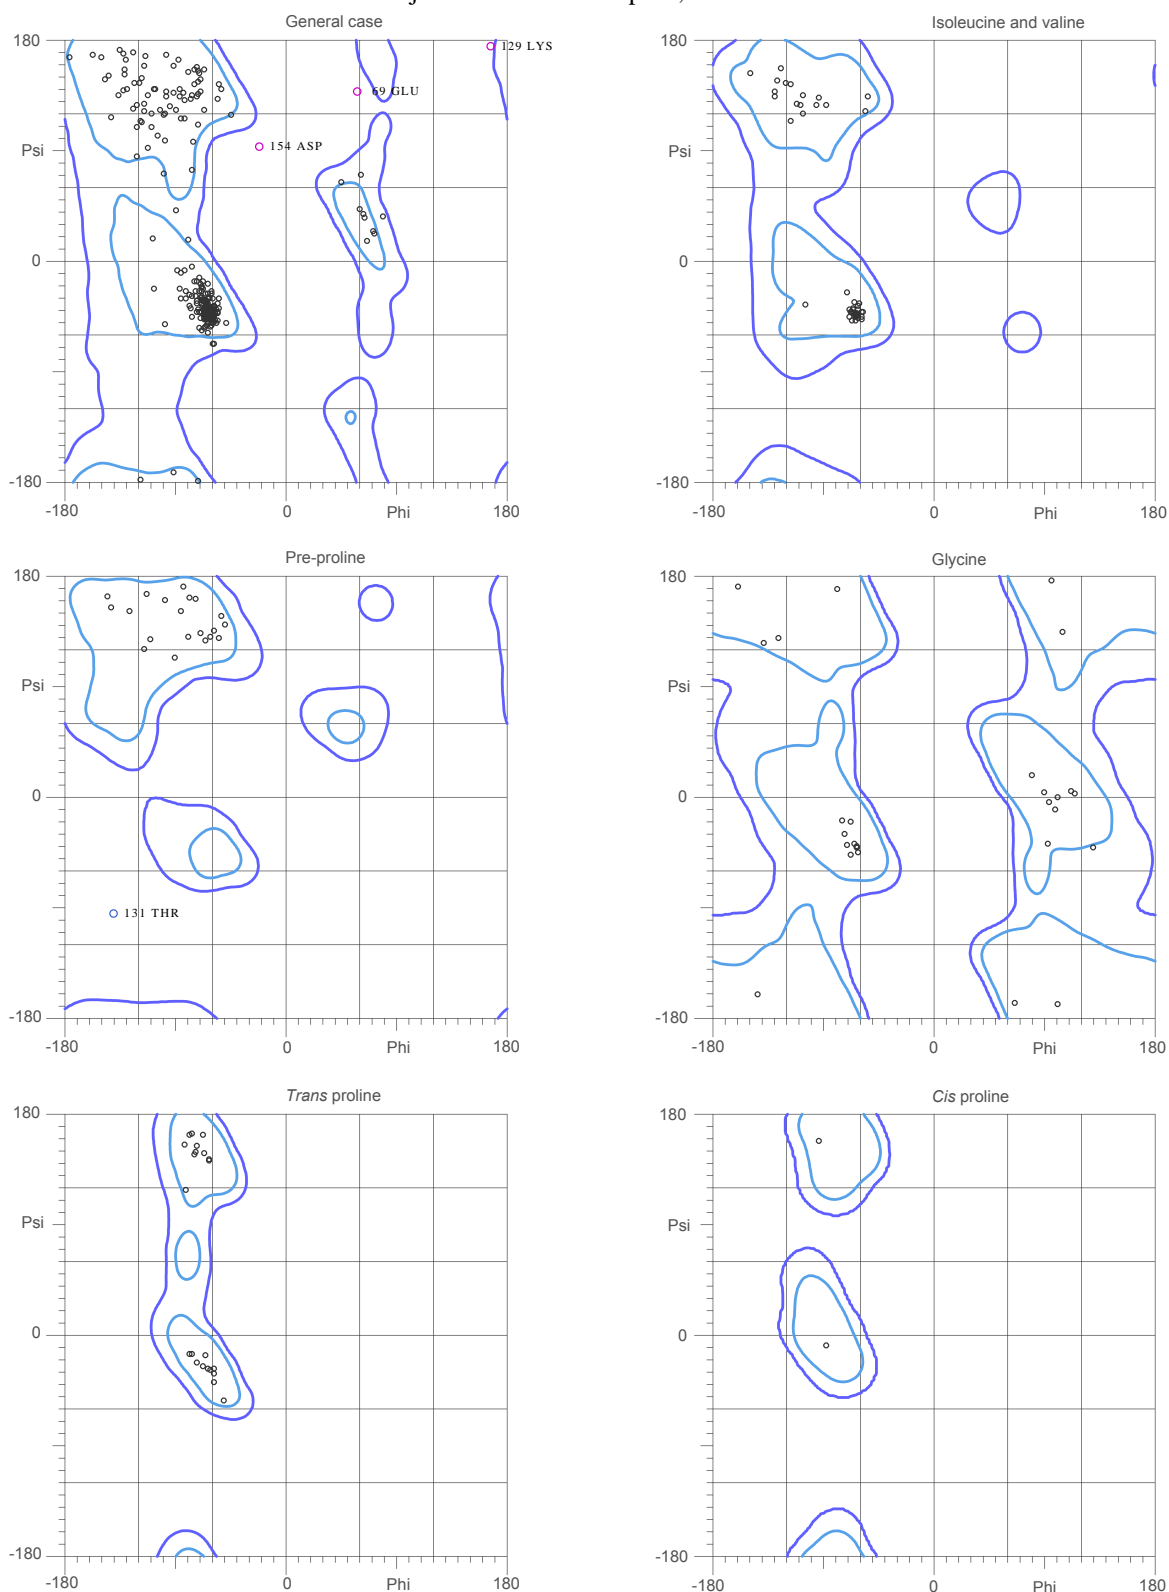 General case
Isoleucine and valine
180
129 LYS
69 GLU
154 ASP
Psi
0
-180
-180
0
Phi
180
180
Psi
0
-180
-180
0
Phi
180
Pre-proline
Glycine
180
Psi
0
131 THR
-180
-180
0
Phi
180
180
Psi
0
-180
-180
0
Phi
180
Trans proline
Cis proline
180
Psi
0
-180
-180
0
Phi
180
180
Psi
0
-180
-180
0
Phi
180